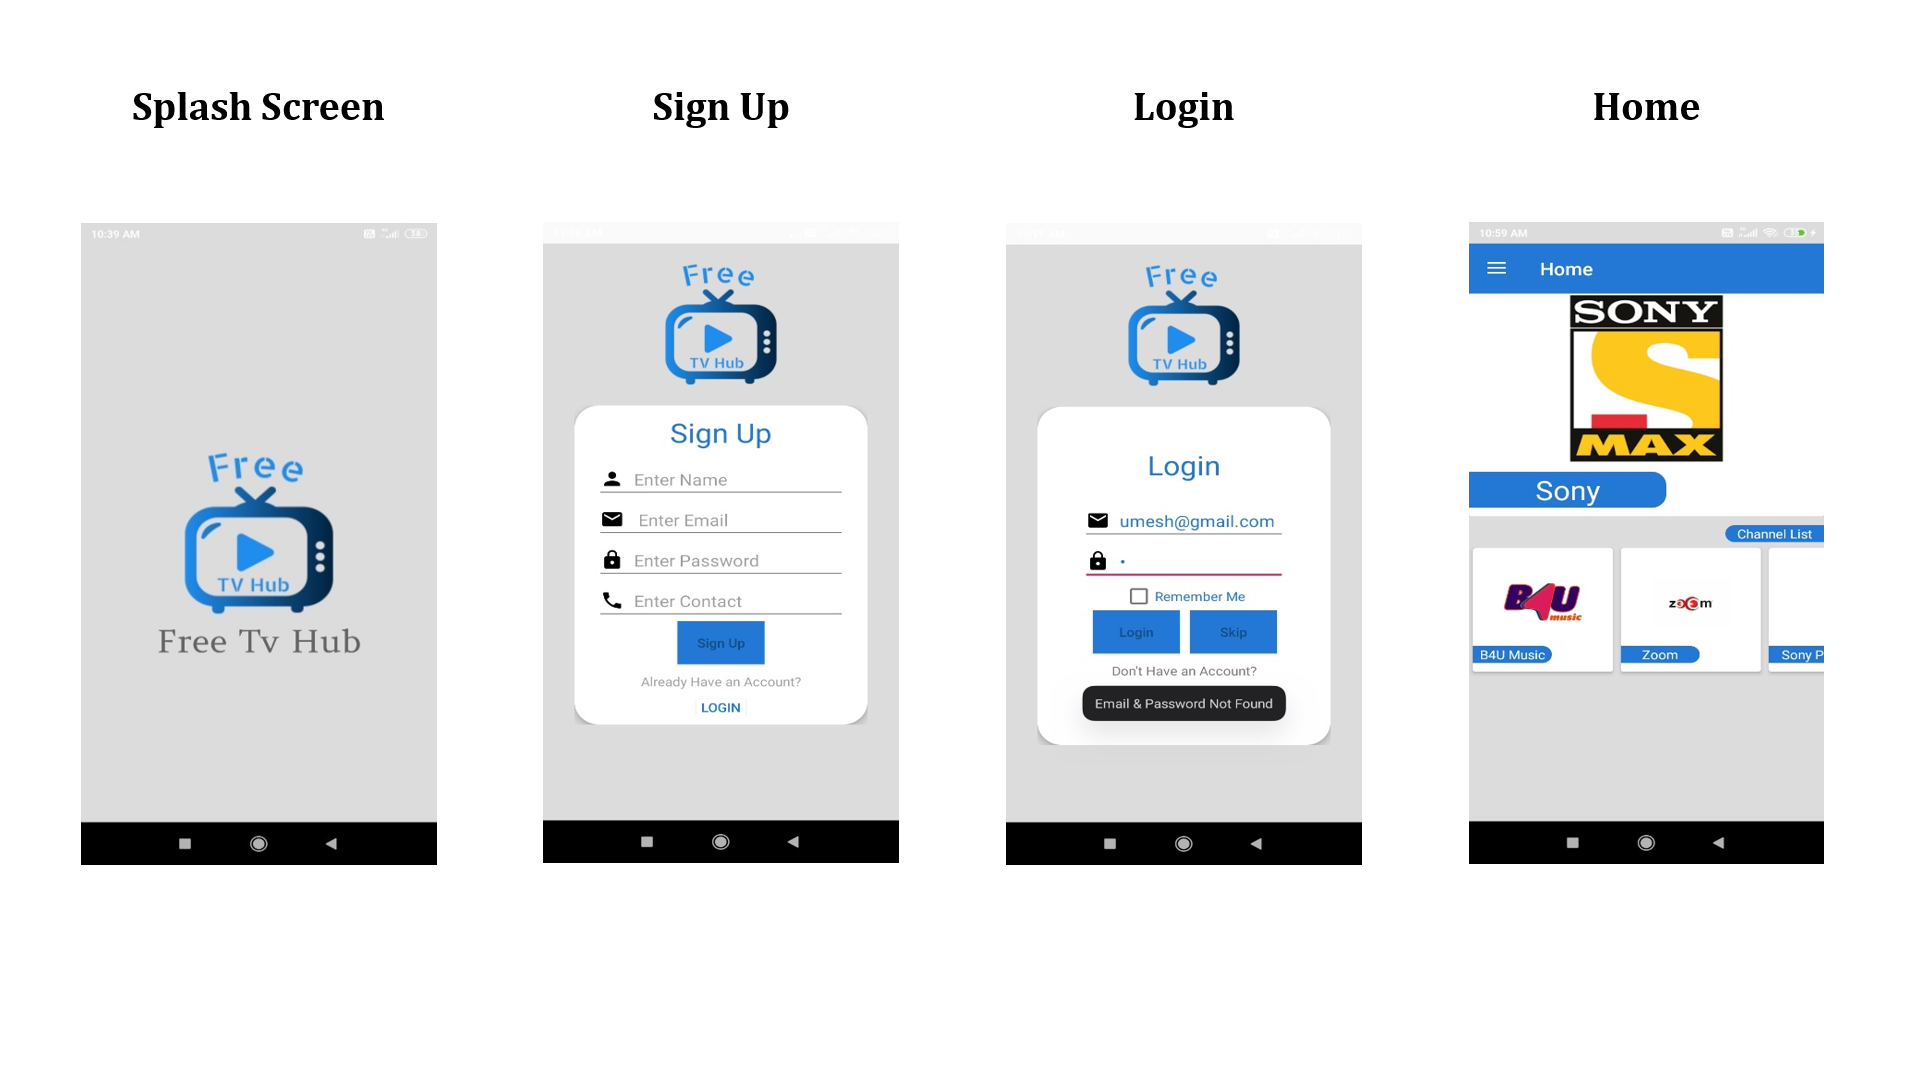 Splash Screen
Sign Up
Login
Home
10:39 AM
Free
TV Hub
Free Tv Hub
Free
TV Hub
Sign Up
Enter Name
Enter Email
Enter Password
Enter Contact
Sign Up
Already Have an Account?
LOGIN
Free
TV Hub
Login
umesh@gmail.com
Remember Me
Login
Skip
Don't Have an Account?
Email & Password Not Found
10:59 AM
Home
SONY
S
MAX
Sony
Channel List
B4U
music
zoom
B4U Music
Zoom
Sony P